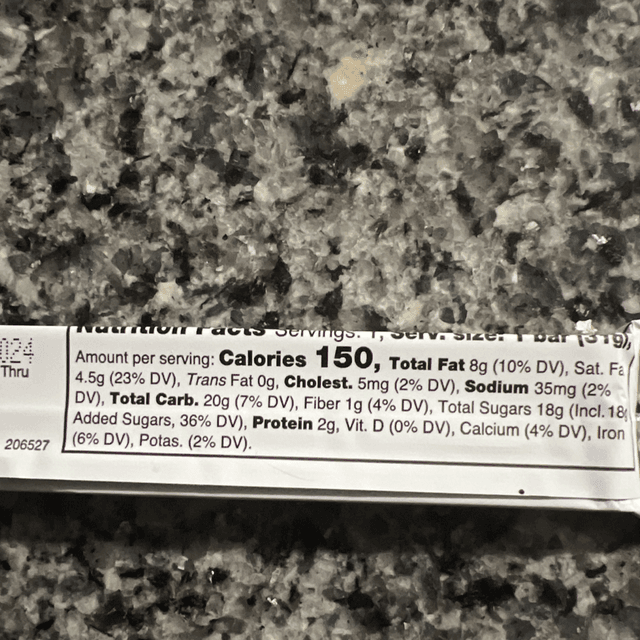 Nutrition Facts Servings: 1, Serv. size: 1 bar (31g),
Amount per serving: Calories 150, Total Fat 8g (10% DV), Sat. Fa
4.5g (23% DV), Trans Fat 0g, Cholest. 5mg (2% DV), Sodium 35mg (2%
DV), Total Carb. 20g (7% DV), Fiber 1g (4% DV), Total Sugars 18g (Incl. 18g
Added Sugars, 36% DV), Protein 2g, Vit. D (0% DV), Calcium (4% DV), Iron
(6% DV), Potas. (2% DV).
024
Thru
206527